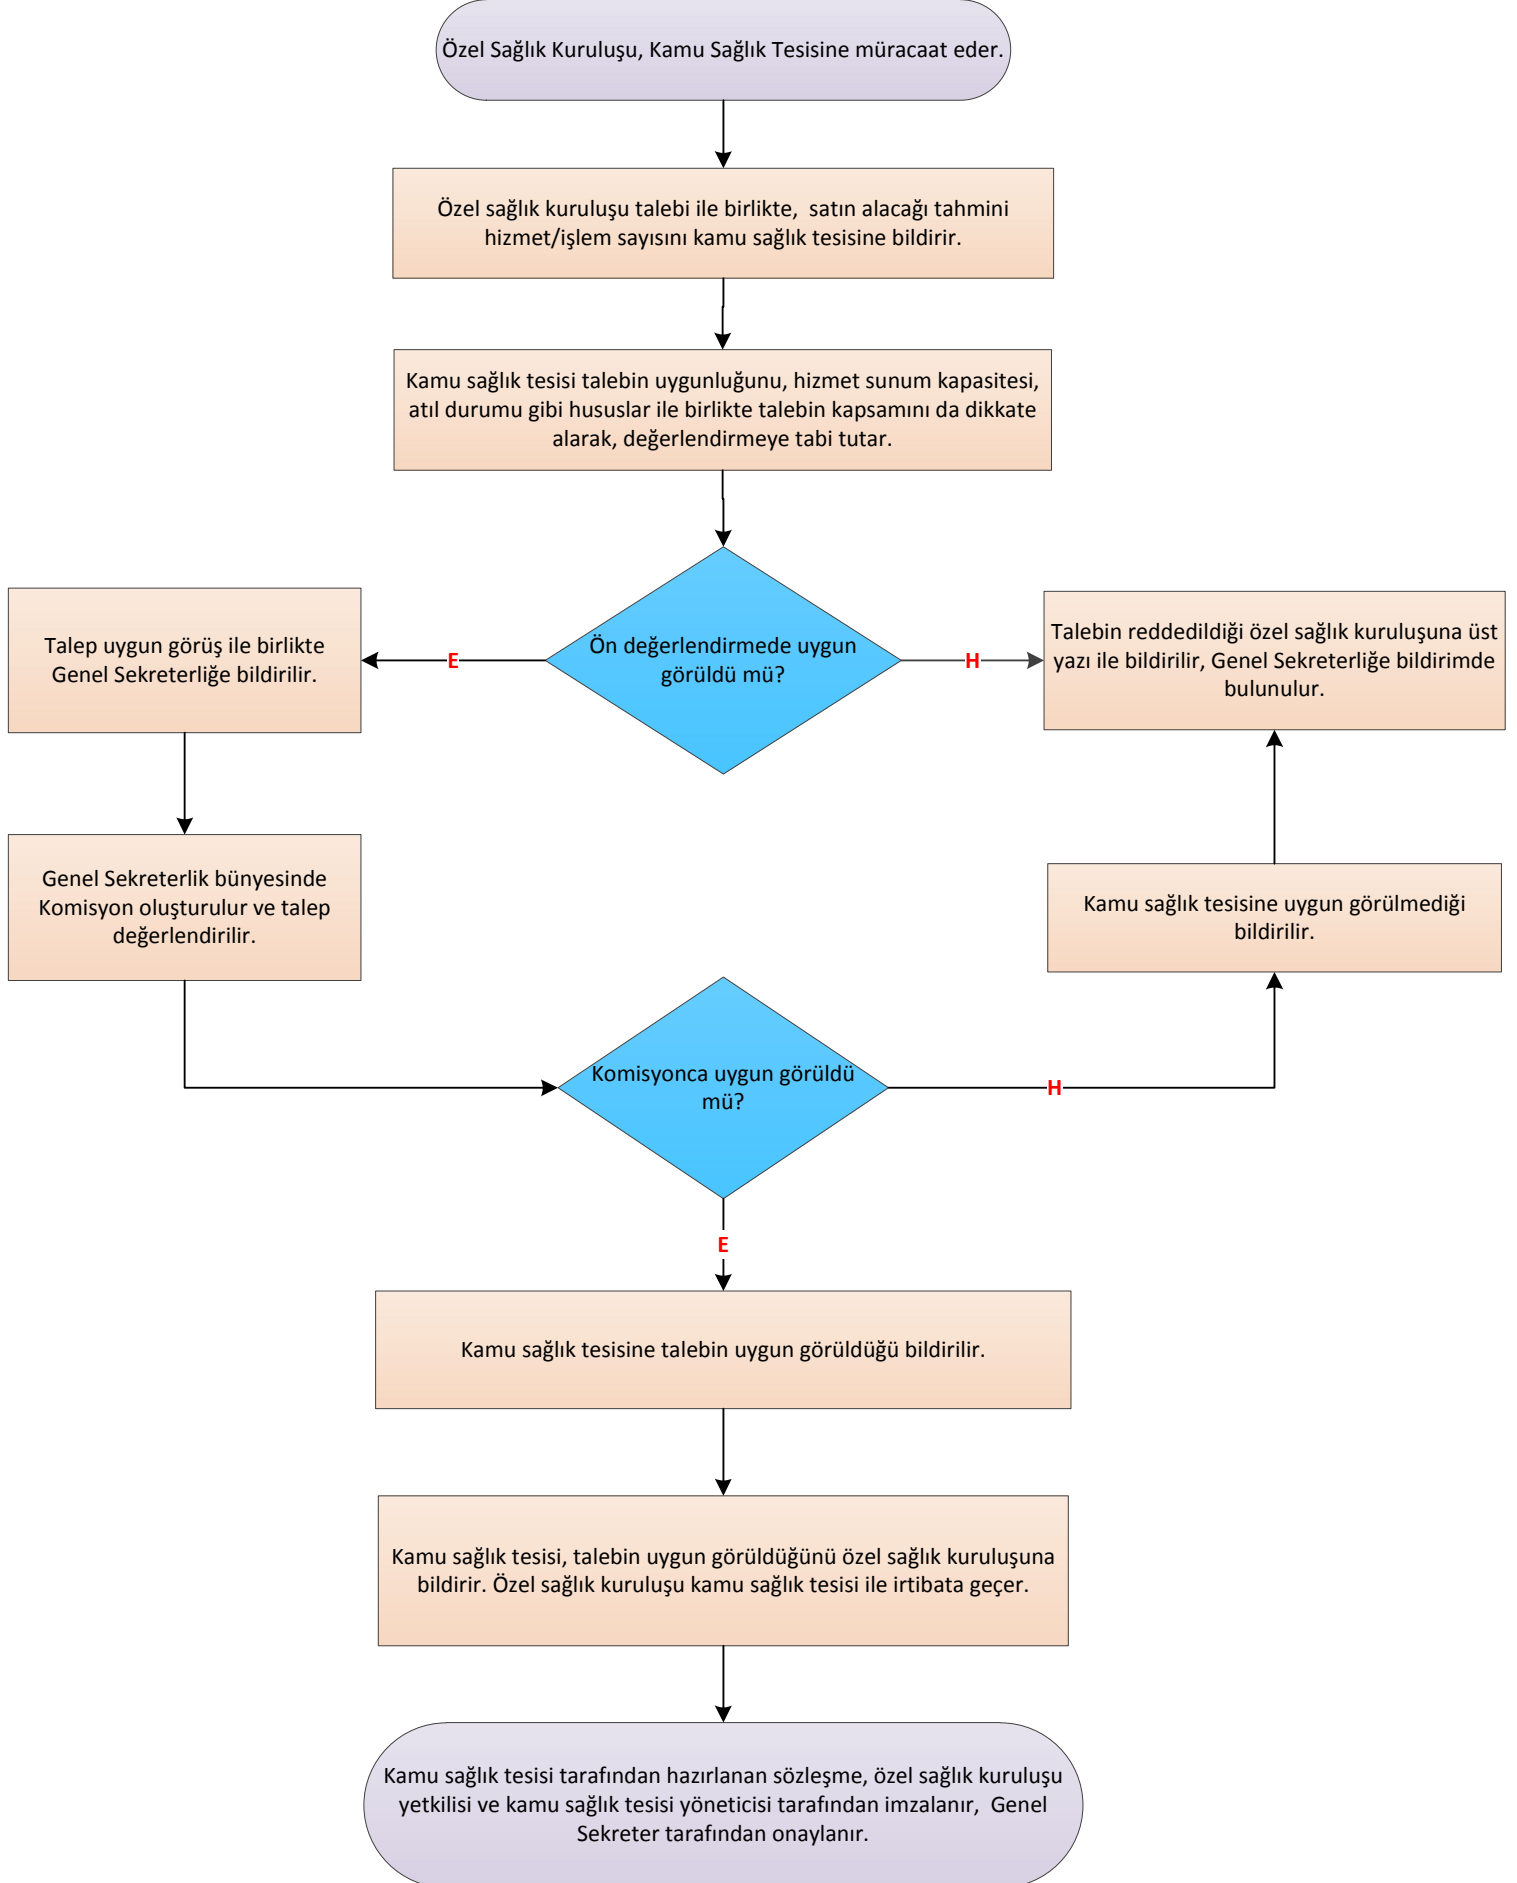 Özel Sağlık Kuruluşu, Kamu Sağlık Tesisine müracaat eder.
Özel sağlık kuruluşu talebi ile birlikte, satın alacağı tahmini
hizmet/işlem sayısını kamu sağlık tesisine bildirir.
Kamu sağlık tesisi talebin uygunluğunu, hizmet sunum kapasitesi,
atıl durumu gibi hususlar ile birlikte talebin kapsamını da dikkate
alarak, değerlendirmeye tabi tutar.
Ön değerlendirmede uygun
görüldü mü?
E
H
Talep uygun görüş ile birlikte
Genel Sekreterliğe bildirilir.
Talebin reddedildiği özel sağlık kuruluşuna üst
yazı ile bildirilir, Genel Sekreterliğe bildirimde
bulunulur.
Genel Sekreterlik bünyesinde
Komisyon oluşturulur ve talep
değerlendirilir.
Kamu sağlık tesisine uygun görülmediği
bildirilir.
Komisyonca uygun görüldü
mü?
H
E
Kamu sağlık tesisine talebin uygun görüldüğü bildirilir.
Kamu sağlık tesisi, talebin uygun görüldüğünü özel sağlık kuruluşuna
bildirir. Özel sağlık kuruluşu kamu sağlık tesisi ile irtibata geçer.
Kamu sağlık tesisi tarafından hazırlanan sözleşme, özel sağlık kuruluşu
yetkilisi ve kamu sağlık tesisi yöneticisi tarafından imzalanır, Genel
Sekreter tarafından onaylanır.